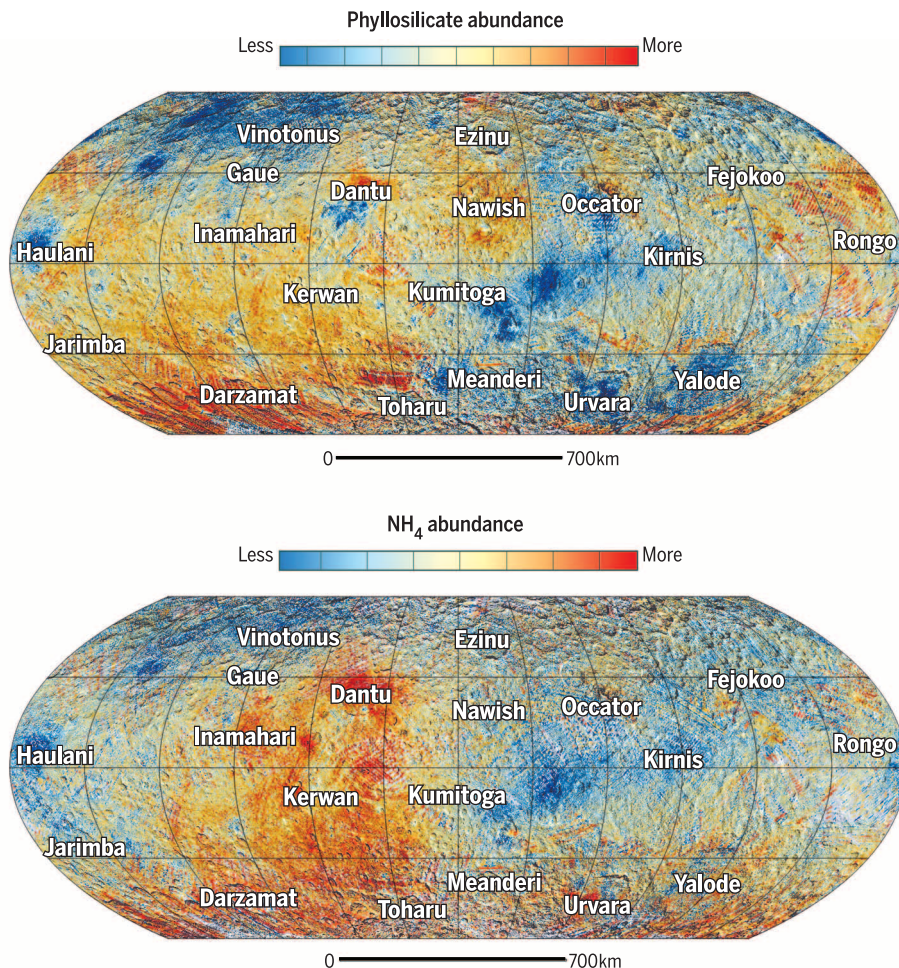 Phyllosilicate abundance
Less More
Vinotonus Ezinu
Gaue Fejokoo
Dantu Nawish Occator
Haulani Inamahari Kirnis Rongo
Kerwan Kumitoga
Jarimba
Darzamat Toharu Meanderi Urvara Yalode
0 700km
NH4 abundance
Less More
Vinotonus Ezinu
Gaue Fejokoo
Dantu Nawish Occator
Haulani Inamahari Kirnis Rongo
Kerwan Kumitoga
Jarimba
Darzamat Toharu Meanderi Urvara Yalode
0 700km